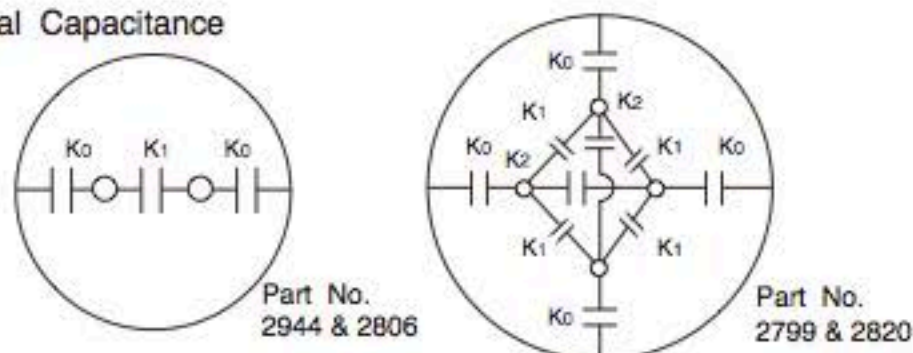 al Capacitance
K0 K1 K0
Part No.
2944 & 2806
K0
K1 K2
K0 K2 K1 K0
K1 K1
K0
Part No.
2799 & 2820